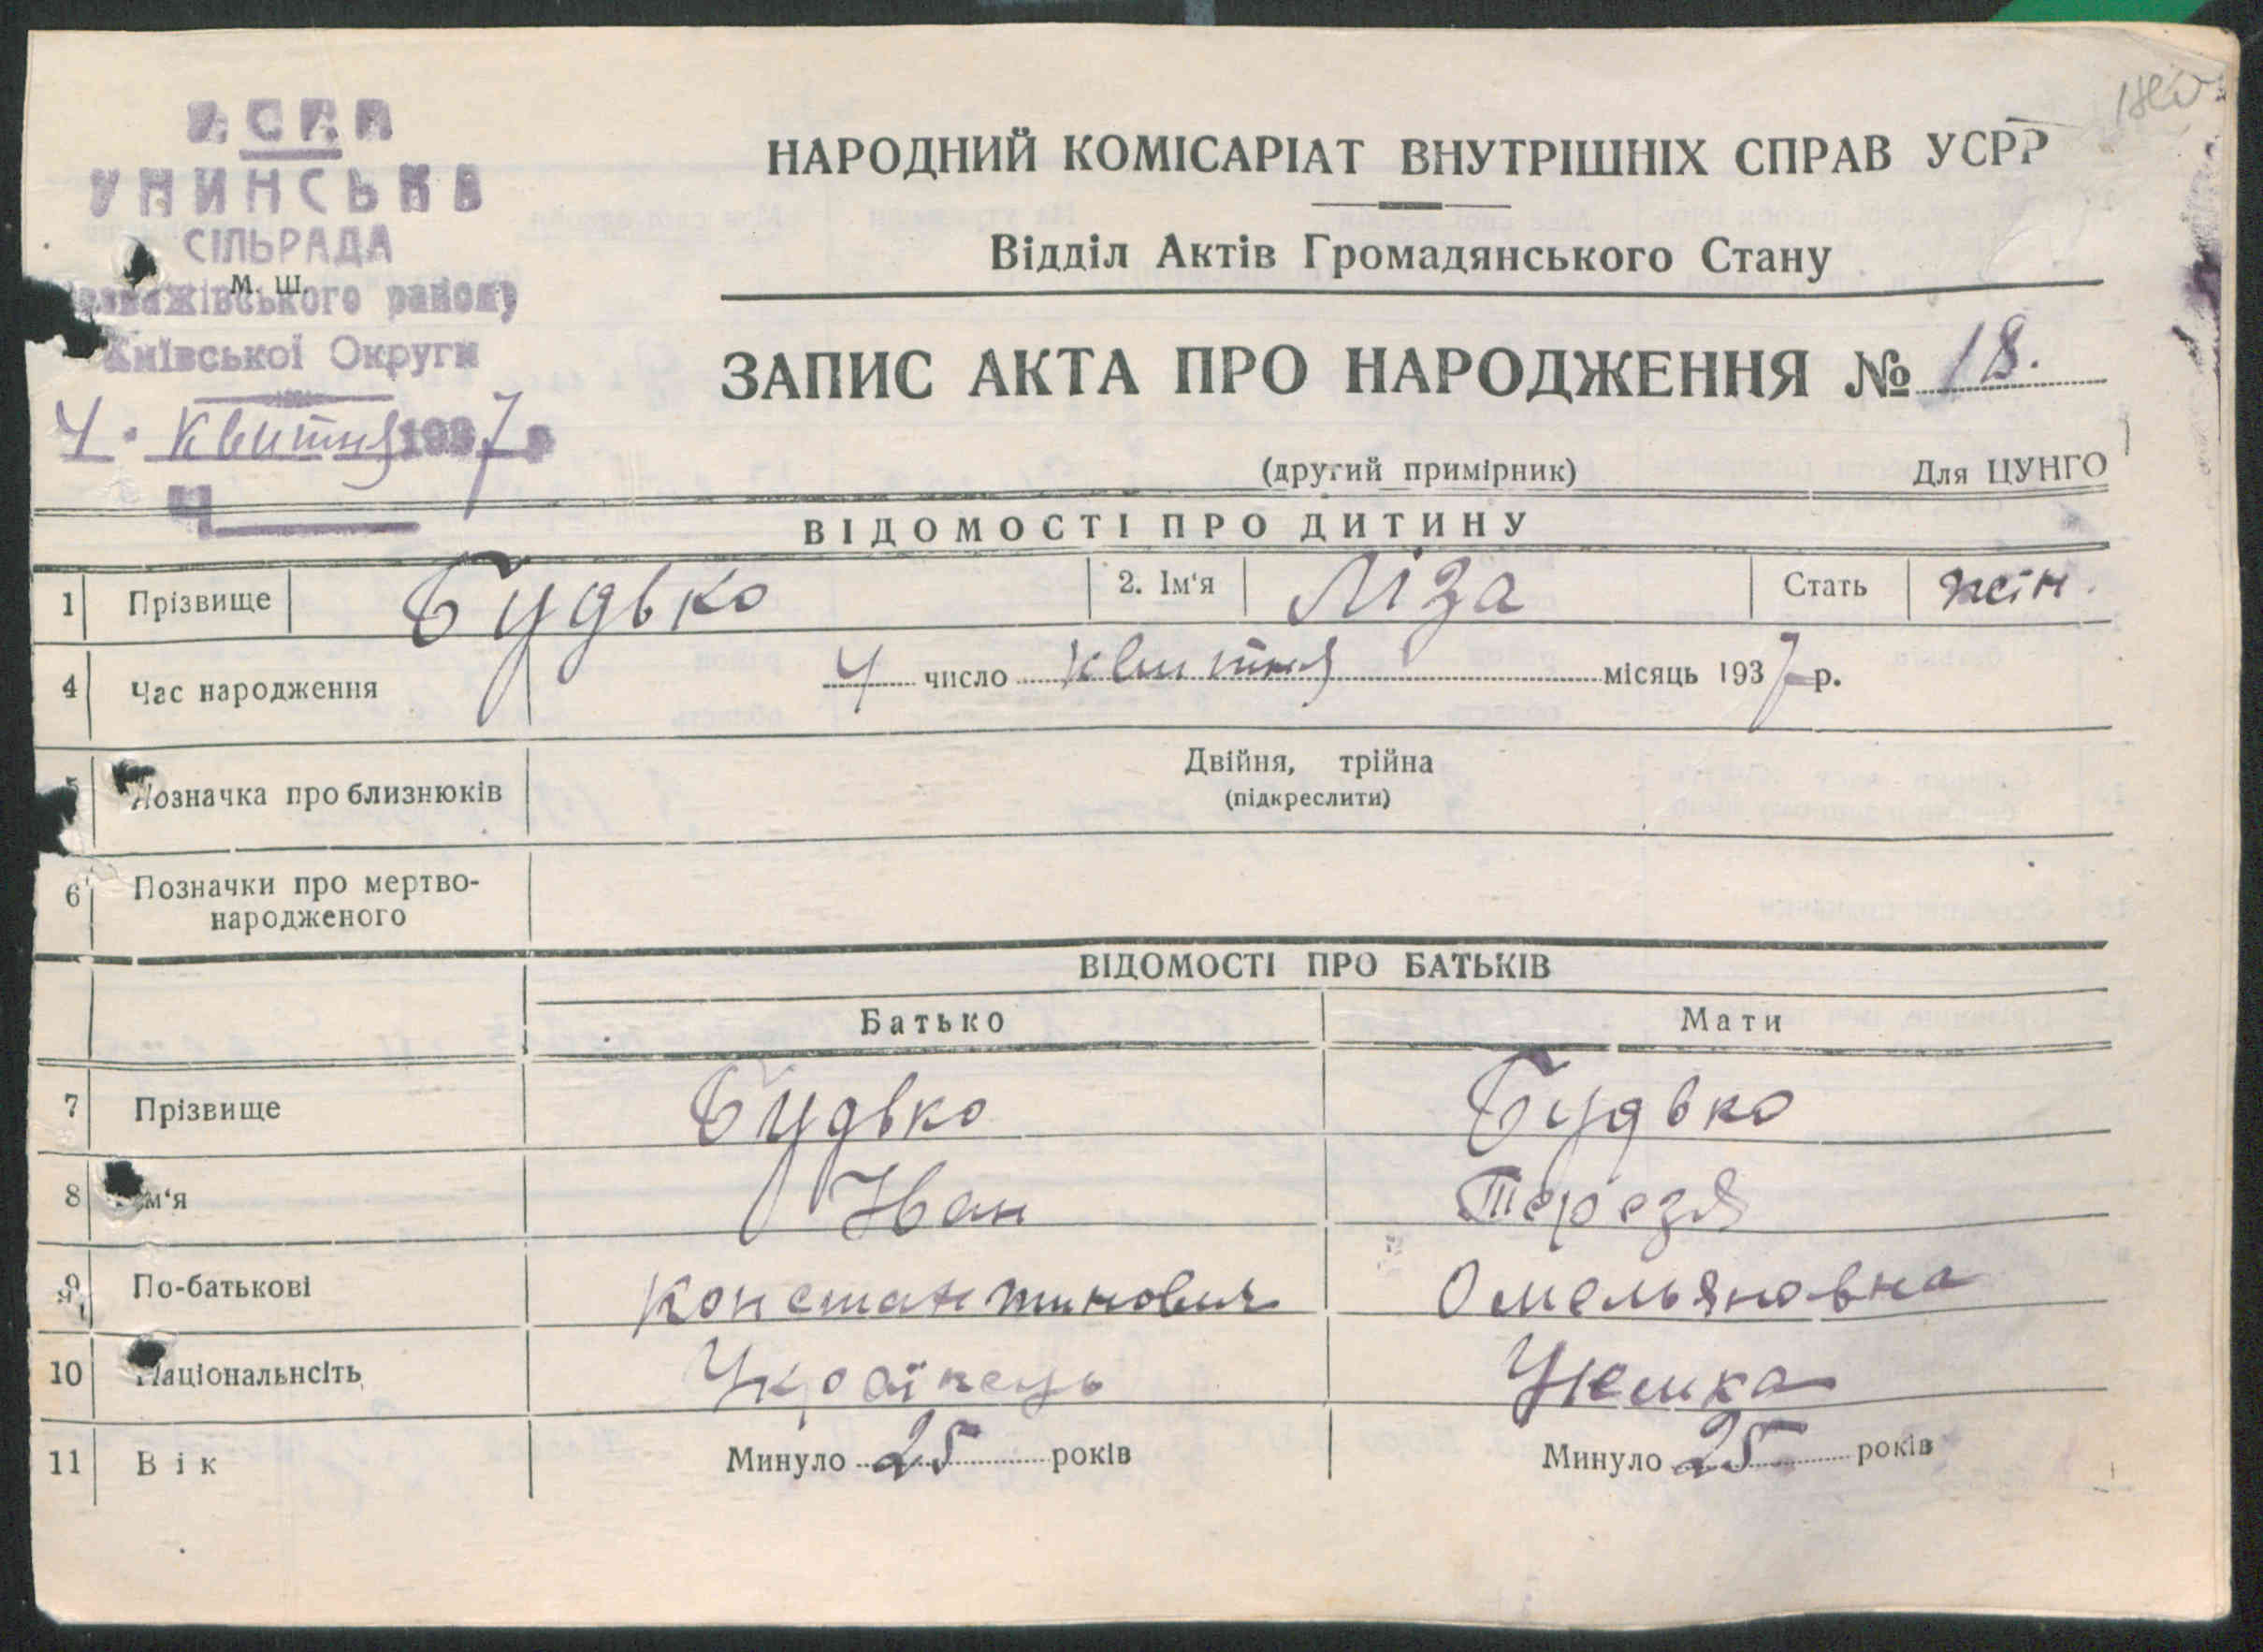 УСРР
УНИНСЬКА
СІЛЬРАДА
М. Ш.
району
Київської Округи
4. квітня 1937 р
Ч
НАРОДНИЙ КОМІСАРІАТ ВНУТРІШНІХ СПРАВ УСРР
Відділ Актів Громадянського Стану
ЗАПИС АКТА ПРО НАРОДЖЕННЯ № 18.
(другий примірник) Для ЦУНГО
ВІДОМОСТІ ПРО ДИТИНУ
1 Прізвище Будько 2. Ім'я Ліза Стать жін.
4 Час народження 4 число квитня місяць 1937 р.
5 Позначка про близнюків Двійня, трійна
(підкреслити)
6 Позначки про мертво-
народженого
ВІДОМОСТІ ПРО БАТЬКІВ
Батько Мати
7 Прізвище Будько Будько
8 Ім'я Іван Терезя
9 По-батькові Константинович Омельяновна
10 Національнсіть Українець
11 Вік Минуло 25 років Минуло 25 років